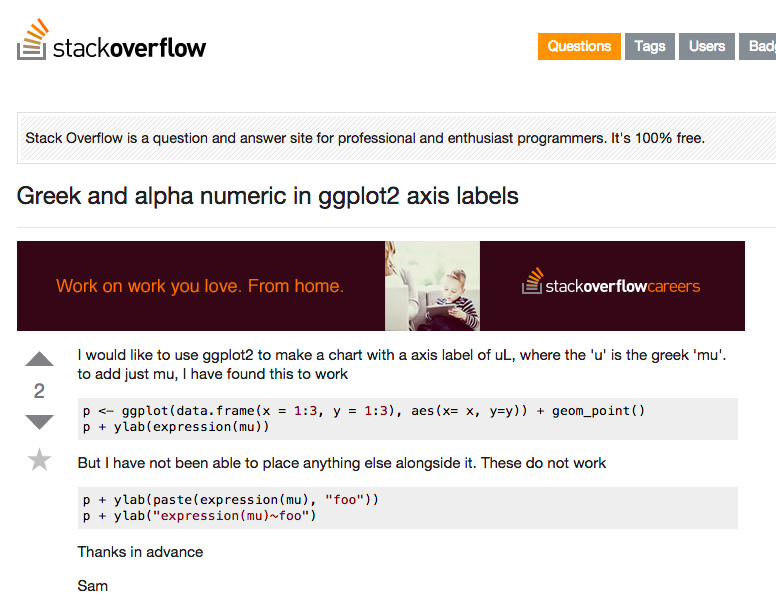 stackoverflow
Questions Tags Users
Stack Overflow is a question and answer site for professional and enthusiast programmers. It's 100% free.
Greek and alpha numeric in ggplot2 axis labels
Work on work you love. From home.
stackoverflowcareers
I would like to use ggplot2 to make a chart with a axis label of uL, where the 'u' is the greek 'mu'.
to add just mu, I have found this to work
2
p <- ggplot(data.frame(x = 1:3, y = 1:3), aes(x= x, y=y)) + geom_point()
p + ylab(expression(mu))
But I have not been able to place anything else alongside it. These do not work
p + ylab(paste(expression(mu), "foo"))
p + ylab("expression(mu)~foo")
Thanks in advance
Sam